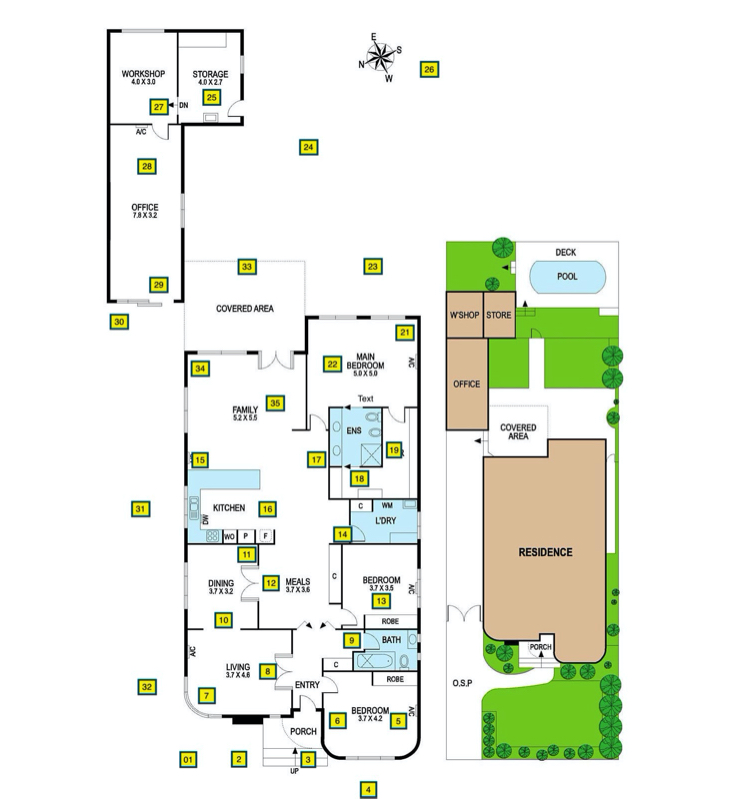 E
S
N
W
26
WORKSHOP
4.0 X 3.0
STORAGE
4.0 X 2.7
25
27
DN
A/C
24
28
OFFICE
7.8 X 3.2
29
30
33
23
COVERED AREA
21
22
MAIN
BEDROOM
5.0 X 5.0
A/C
34
35
FAMILY
5.2 X 5.5
Text
ENS
19
17
15
18
KITCHEN
16
DW
WO
P
F
C
WM
L'DRY
14
31
11
DINING
3.7 X 3.2
12
MEALS
3.7 X 3.6
C
BEDROOM
3.7 X 3.5
13
A/C
ROBE
10
9
BATH
A/C
LIVING
3.7 X 4.6
8
C
32
7
ENTRY
ROBE
BEDROOM
3.7 X 4.2
6
5
A/C
PORCH
UP
01
2
3
4
DECK
POOL
W'SHOP
STORE
OFFICE
COVERED
AREA
RESIDENCE
PORCH
O.S.P